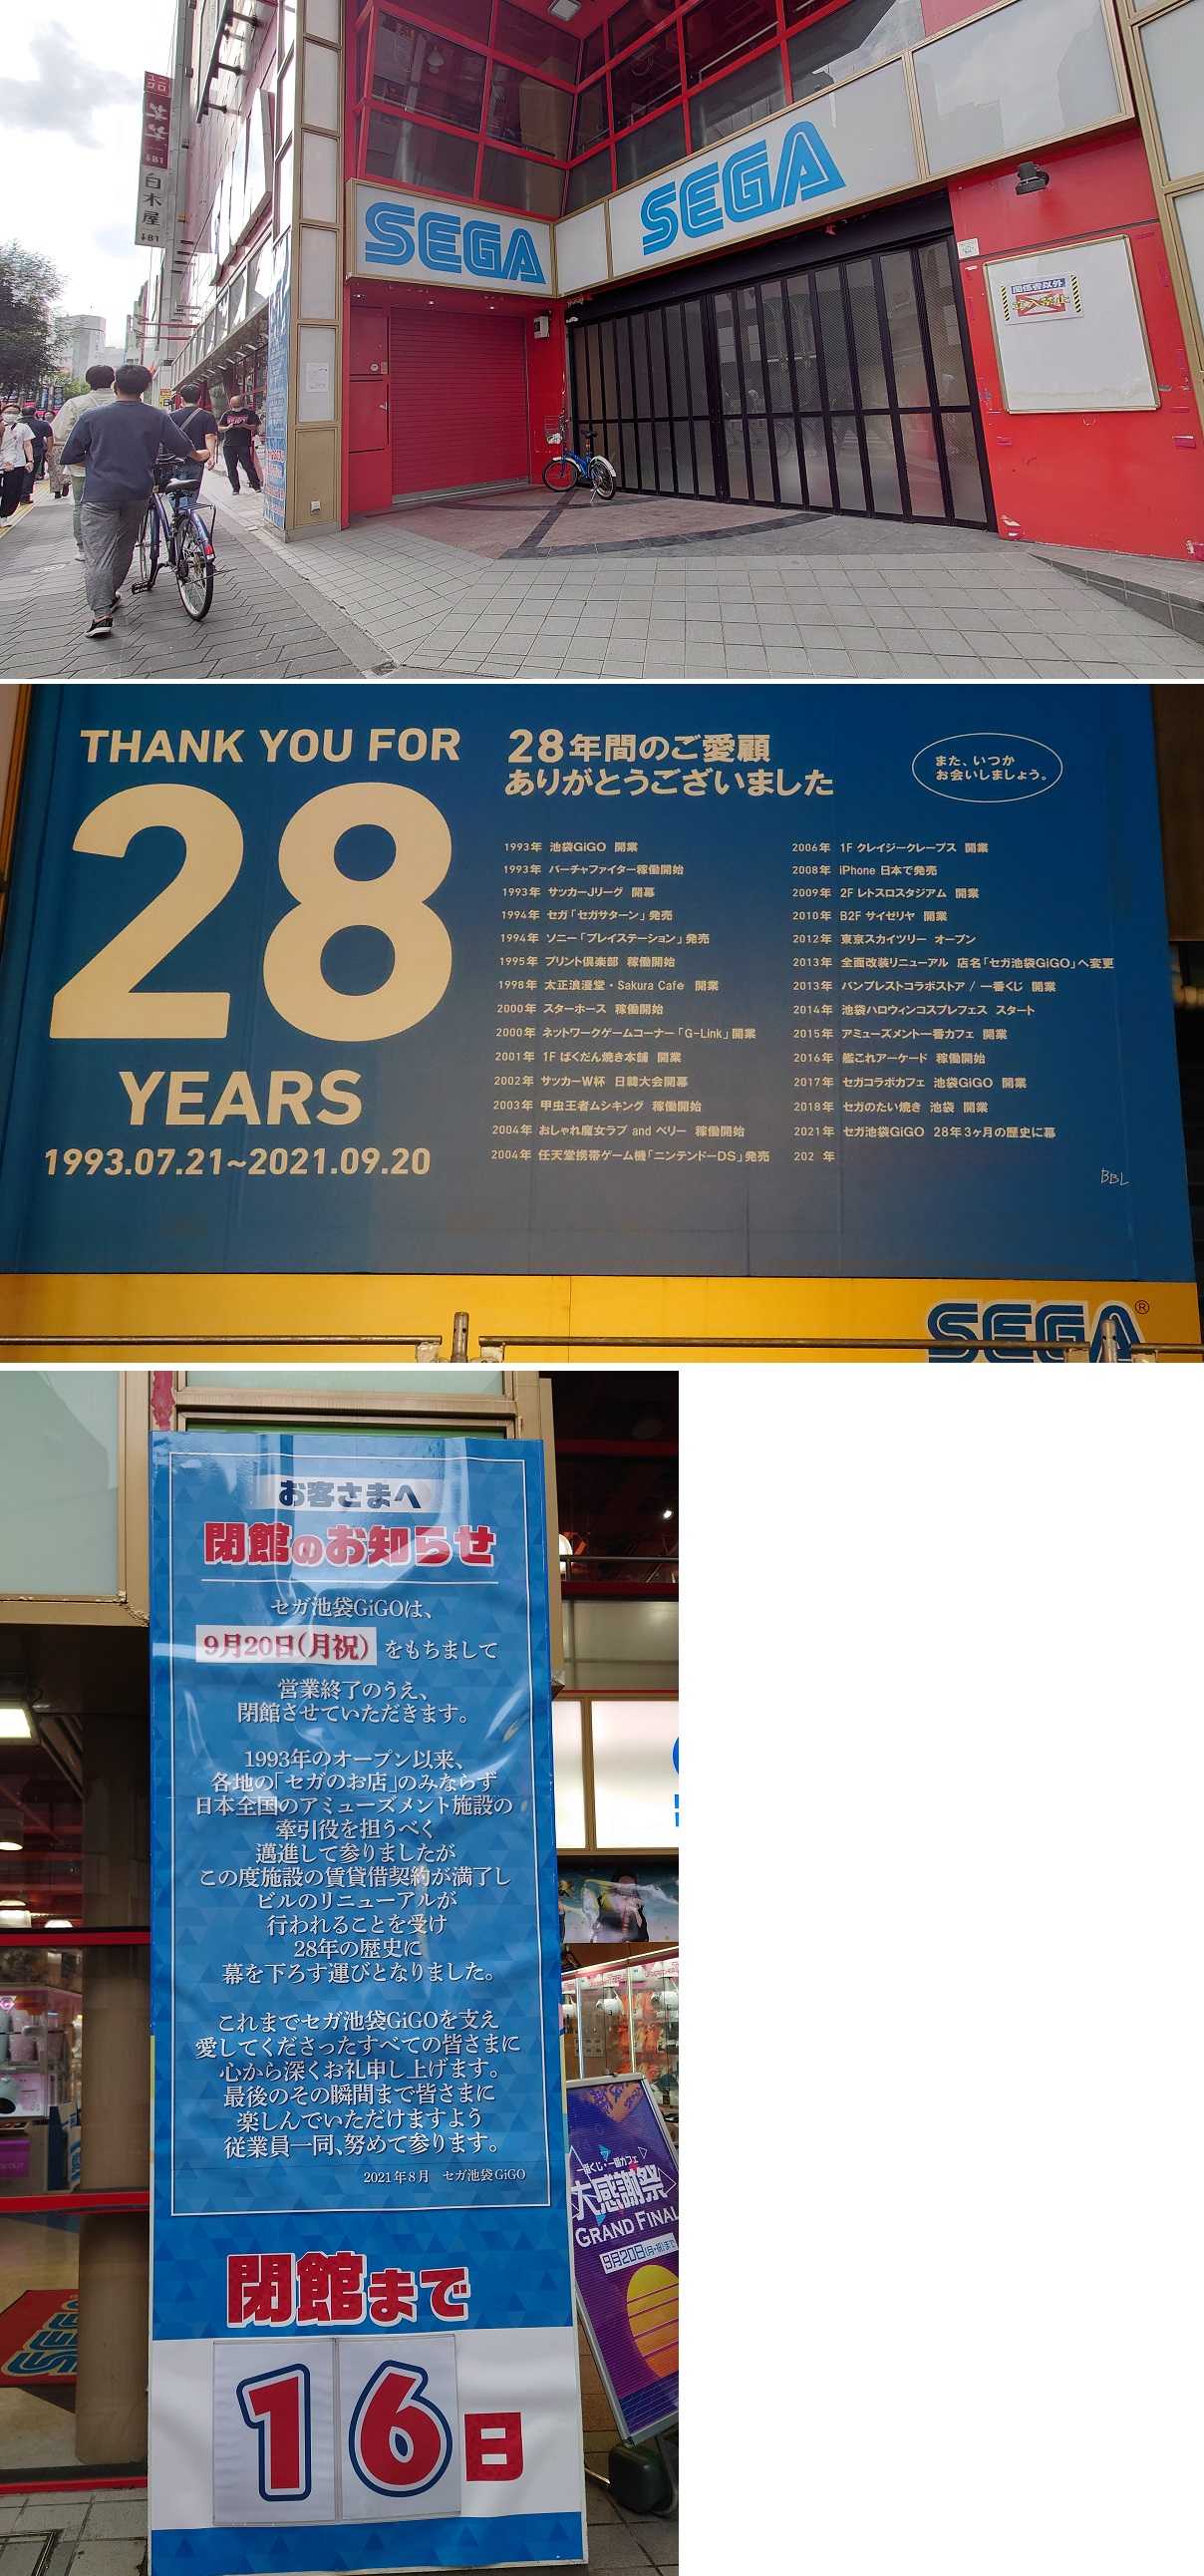 白木屋
B1
SEGA
SEGA
関係者以外
THANK YOU FOR
28
YEARS
1993.07.21~2021.09.20
28年間のご愛顧
ありがとうございました
また、いつか
お会いしましょう。
1993年 池袋GiGO 開業
1993年 バーチャファイター稼働開始
1993年 サッカーJリーグ 開幕
1994年 セガ「セガサターン」発売
1994年 ソニー「プレイステーション」発売
1995年 プリント倶楽部 稼働開始
1998年 太正浪漫堂・Sakura Cafe 開業
2000年 スターホース 稼働開始
2000年 ネットワークゲームコーナー「G-Link」開業
2001年 1F ばくだん焼き本舗 開業
2002年 サッカーW杯 日韓大会開幕
2003年 甲虫王者ムシキング 稼働開始
2004年 おしゃれ魔女ラブ and ベリー 稼働開始
2004年 任天堂携帯ゲーム機「ニンテンドーDS」発売
2006年 1F クレイジークレープス 開業
2008年 iPhone 日本で発売
2009年 2F レトスロスタジアム 開業
2010年 B2F サイゼリヤ 開業
2012年 東京スカイツリー オープン
2013年 全面改装リニューアル 店名「セガ池袋GiGO」へ変更
2013年 バンプレストコラボストア / 一番くじ 開業
2014年 池袋ハロウィンコスプレフェス スタート
2015年 アミューズメント一番カフェ 開業
2016年 艦これアーケード 稼働開始
2017年 セガコラボカフェ 池袋GiGO 開業
2018年 セガのたい焼き 池袋 開業
2021年 セガ池袋GiGO 28年3ヶ月の歴史に幕
202 年
BBL
SEGA®
お客さまへ
閉館のお知らせ
セガ池袋GiGOは、
9月20日(月祝)をもちまして
営業終了のうえ、
閉館させていただきます。
1993年のオープン以来、
各地の「セガのお店」のみならず
日本全国のアミューズメント施設の
牽引役を担うべく
邁進して参りましたが
この度施設の賃貸借契約が満了し
ビルのリニューアルが
行われることを受け
28年の歴史に
幕を下ろす運びとなりました。
これまでセガ池袋GiGOを支え
愛してくださったすべての皆さまに
心から深くお礼申し上げます。
最後のその瞬間まで皆さまに
楽しんでいただけますよう
従業員一同、努めて参ります。
2021年8月 セガ池袋GiGO
閉館まで
16日
一番くじ・一番カフェ
大感謝祭
GRAND FINAL
9月20日(月・祝)まで
SEGA